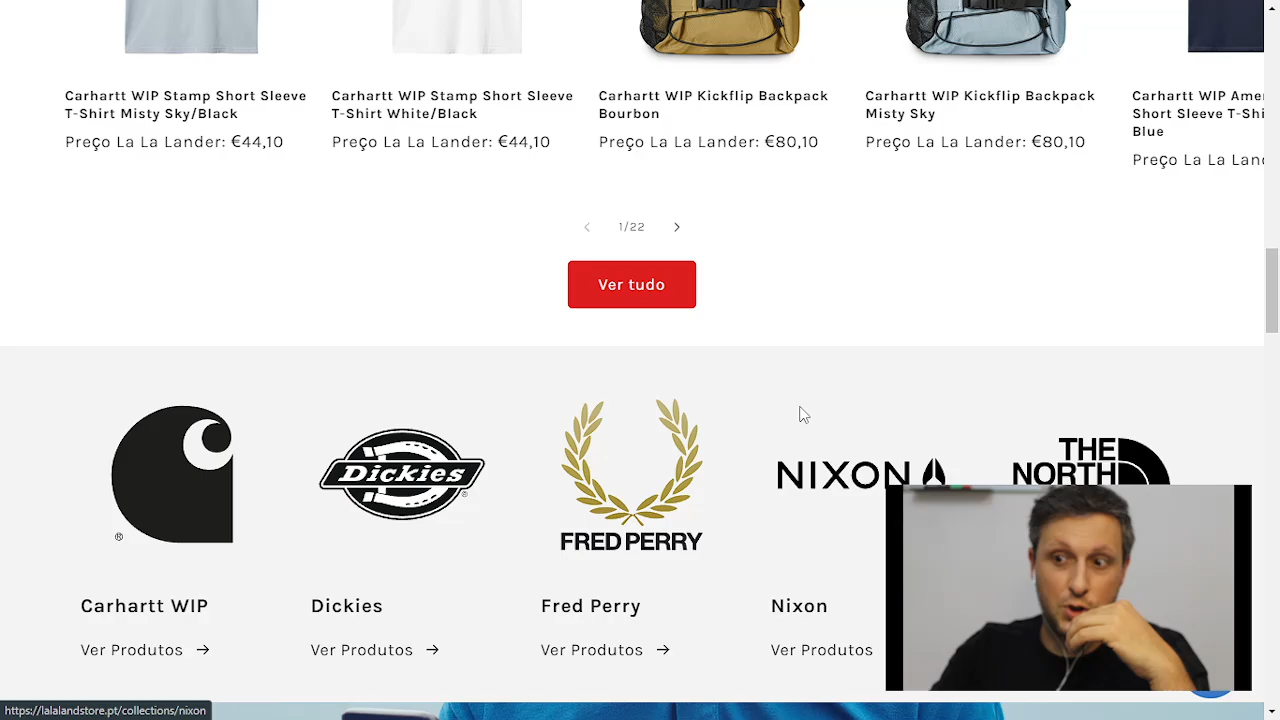 Carhartt WIP Stamp Short Sleeve
T-Shirt Misty Sky/Black
Preço La La Lander: €44,10
Carhartt WIP Stamp Short Sleeve
T-Shirt White/Black
Preço La La Lander: €44,10
Carhartt WIP Kickflip Backpack
Bourbon
Preço La La Lander: €80,10
Carhartt WIP Kickflip Backpack
Misty Sky
Preço La La Lander: €80,10
Carhartt WIP
Short Sleeve
Blue
Preço La
1/22
Ver tudo
®
Dickies
®
FRED PERRY
NIXON
THE
NORTH
Carhartt WIP
Ver Produtos →
Dickies
Ver Produtos →
Fred Perry
Ver Produtos →
Nixon
Ver Produtos
https://lalalandstore.pt/collections/nixon